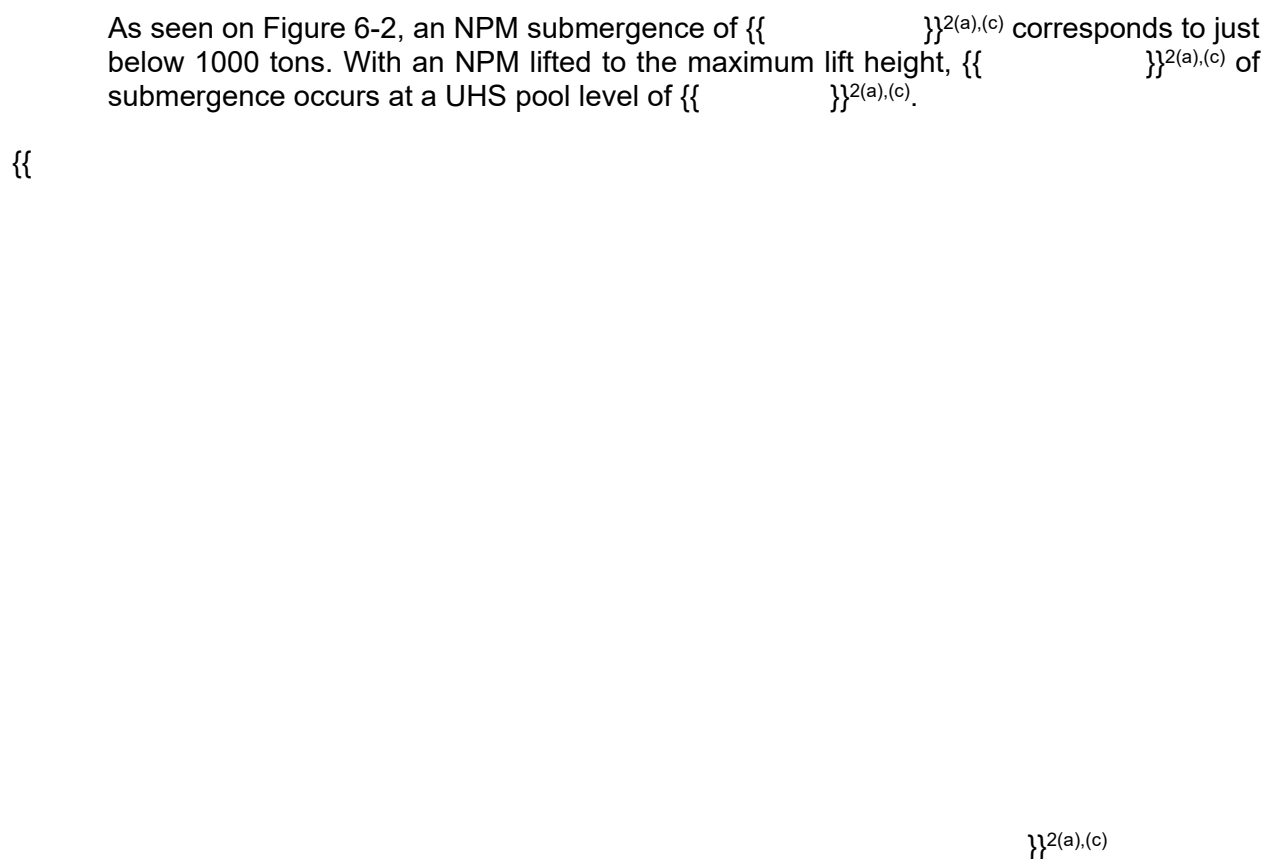 As seen on Figure 6-2, an NPM submergence of {{ }}2(a),(c) corresponds to just
below 1000 tons. With an NPM lifted to the maximum lift height, {{ }}2(a),(c) of
submergence occurs at a UHS pool level of {{ }}2(a),(c).
{{
}}2(a),(c)